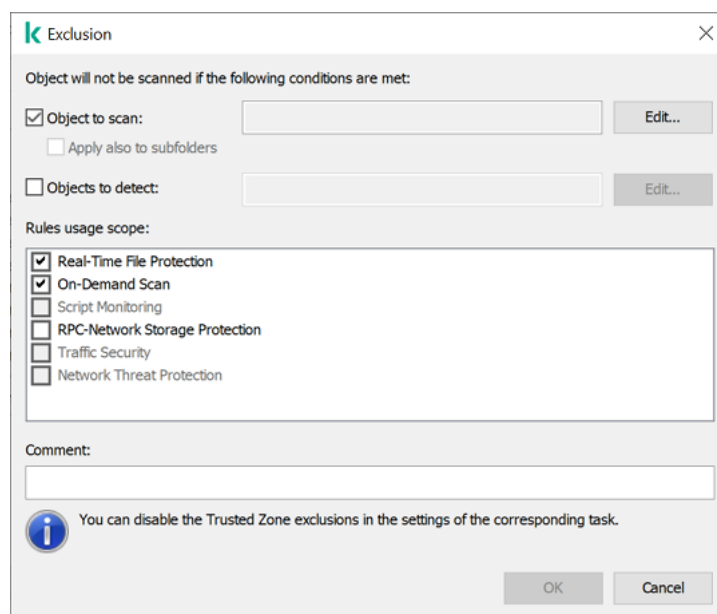 Exclusion
Object will not be scanned if the following conditions are met:
Object to scan:
Edit...
Apply also to subfolders
Objects to detect:
Edit...
Rules usage scope:
Real-Time File Protection
On-Demand Scan
Script Monitoring
RPC-Network Storage Protection
Traffic Security
Network Threat Protection
Comment:
You can disable the Trusted Zone exclusions in the settings of the corresponding task.
OK
Cancel